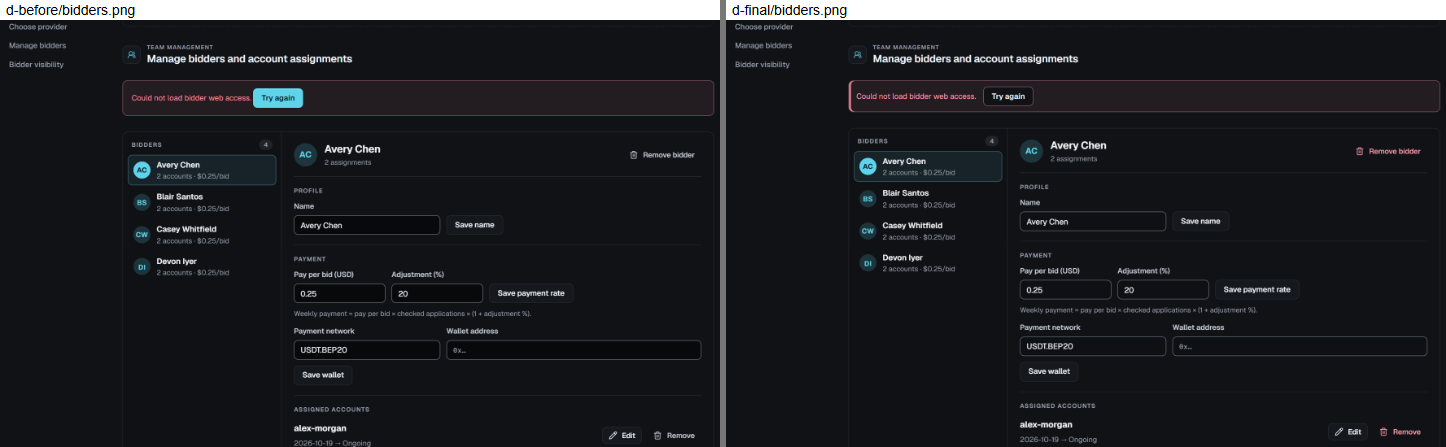 d-before/bidders.png
Choose provider
Manage bidders
Bidder visibility
TEAM MANAGEMENT
Manage bidders and account assignments
Could not load bidder web access. Try again
BIDDERS 4
AC Avery Chen
2 accounts · $0.25/bid
BS Blair Santos
2 accounts · $0.25/bid
CW Casey Whitfield
2 accounts · $0.25/bid
DI Devon Iyer
2 accounts · $0.25/bid
AC Avery Chen
2 assignments
Remove bidder
PROFILE
Name
Avery Chen Save name
PAYMENT
Pay per bid (USD) Adjustment (%)
0.25 20 Save payment rate
Weekly payment = pay per bid × checked applications × (1 + adjustment %).
Payment network Wallet address
USDT.BEP20 0x…
Save wallet
ASSIGNED ACCOUNTS
alex-morgan
2026-10-19 → Ongoing
Edit Remove
d-final/bidders.png
Choose provider
Manage bidders
Bidder visibility
TEAM MANAGEMENT
Manage bidders and account assignments
Could not load bidder web access. Try again
BIDDERS 4
AC Avery Chen
2 accounts · $0.25/bid
BS Blair Santos
2 accounts · $0.25/bid
CW Casey Whitfield
2 accounts · $0.25/bid
DI Devon Iyer
2 accounts · $0.25/bid
AC Avery Chen
2 assignments
Remove bidder
PROFILE
Name
Avery Chen Save name
PAYMENT
Pay per bid (USD) Adjustment (%)
0.25 20 Save payment rate
Weekly payment = pay per bid × checked applications × (1 + adjustment %).
Payment network Wallet address
USDT.BEP20 0x…
Save wallet
ASSIGNED ACCOUNTS
alex-morgan
2026-10-19 → Ongoing
Edit Remove